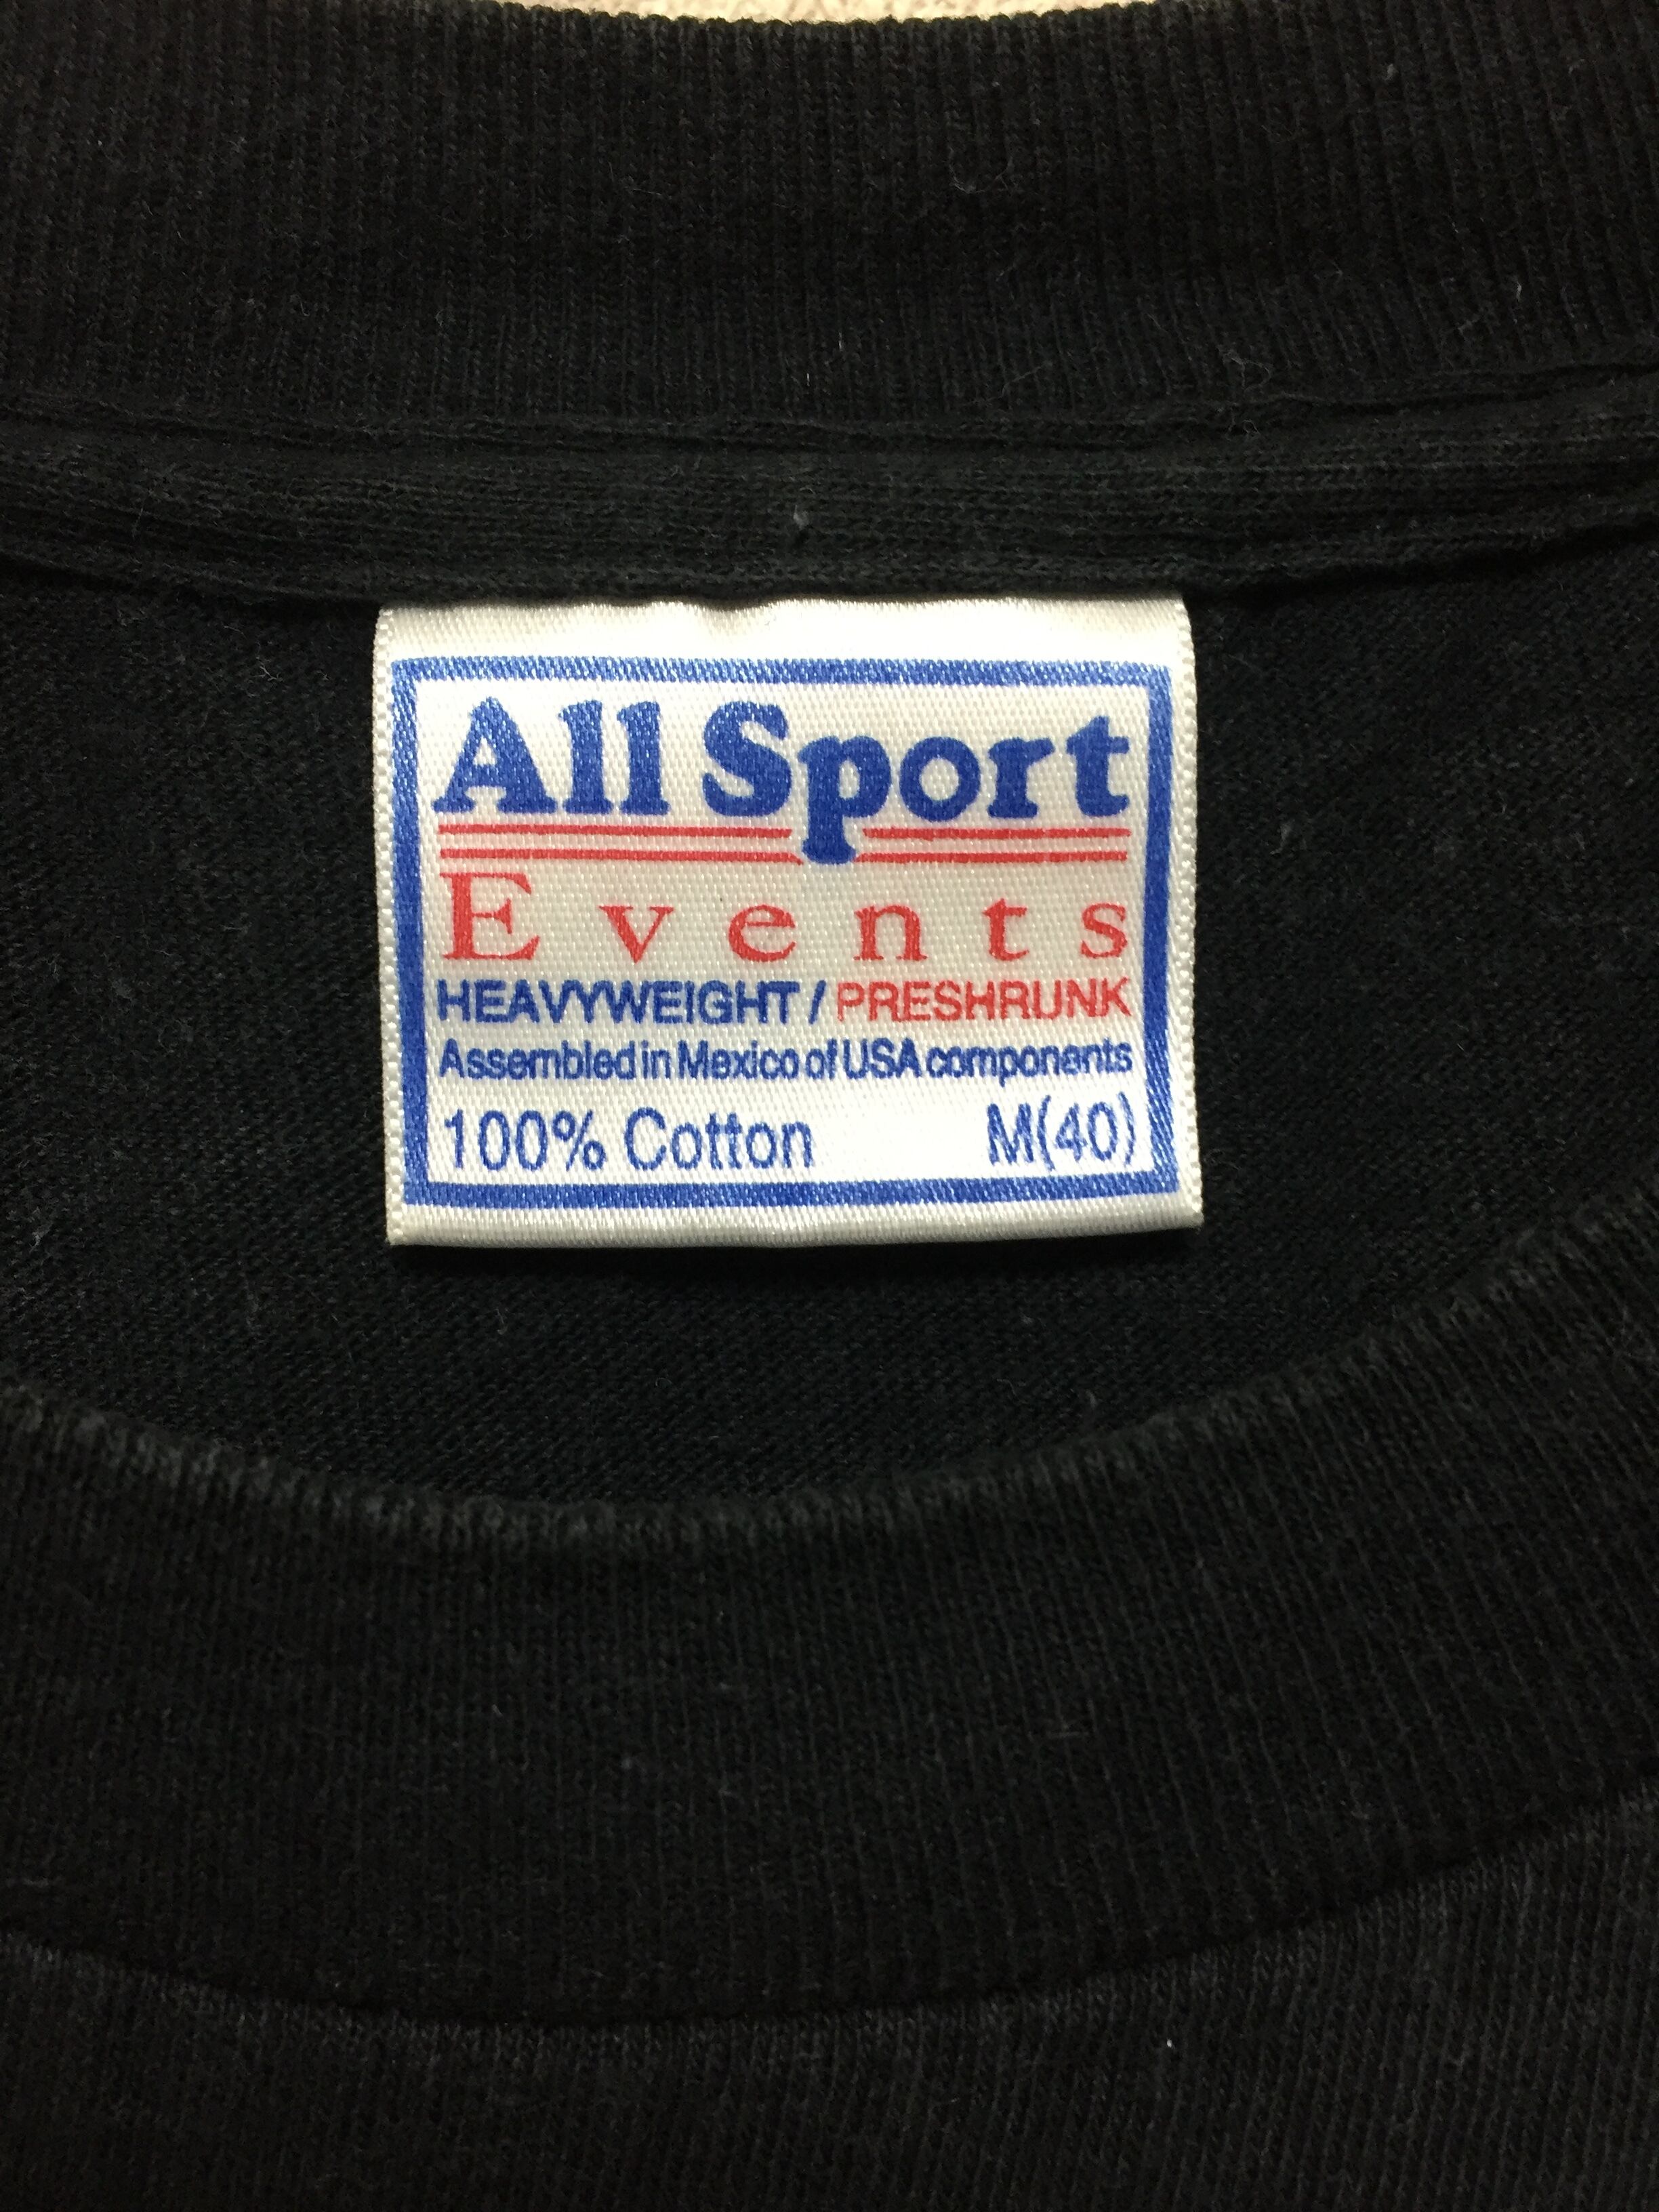 All Sport
Events
HEAVYWEIGHT / PRESHRUNK
Assembled in Mexico of USA components
100% Cotton M(40)